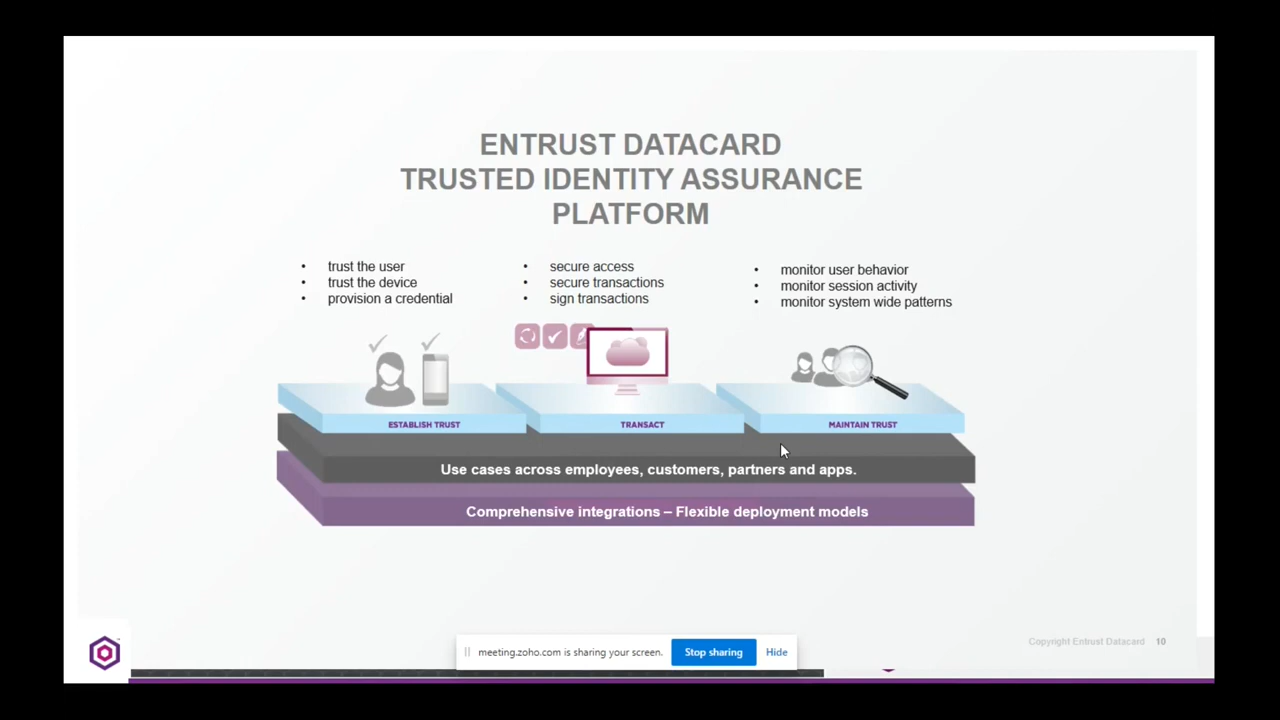 ENTRUST DATACARD
TRUSTED IDENTITY ASSURANCE
PLATFORM
• trust the user
• trust the device
• provision a credential
• secure access
• secure transactions
• sign transactions
• monitor user behavior
• monitor session activity
• monitor system wide patterns
ESTABLISH TRUST
TRANSACT
MAINTAIN TRUST
Use cases across employees, customers, partners and apps.
Comprehensive integrations – Flexible deployment models
Copyright Entrust Datacard 10
meeting.zoho.com is sharing your screen.
Stop sharing
Hide